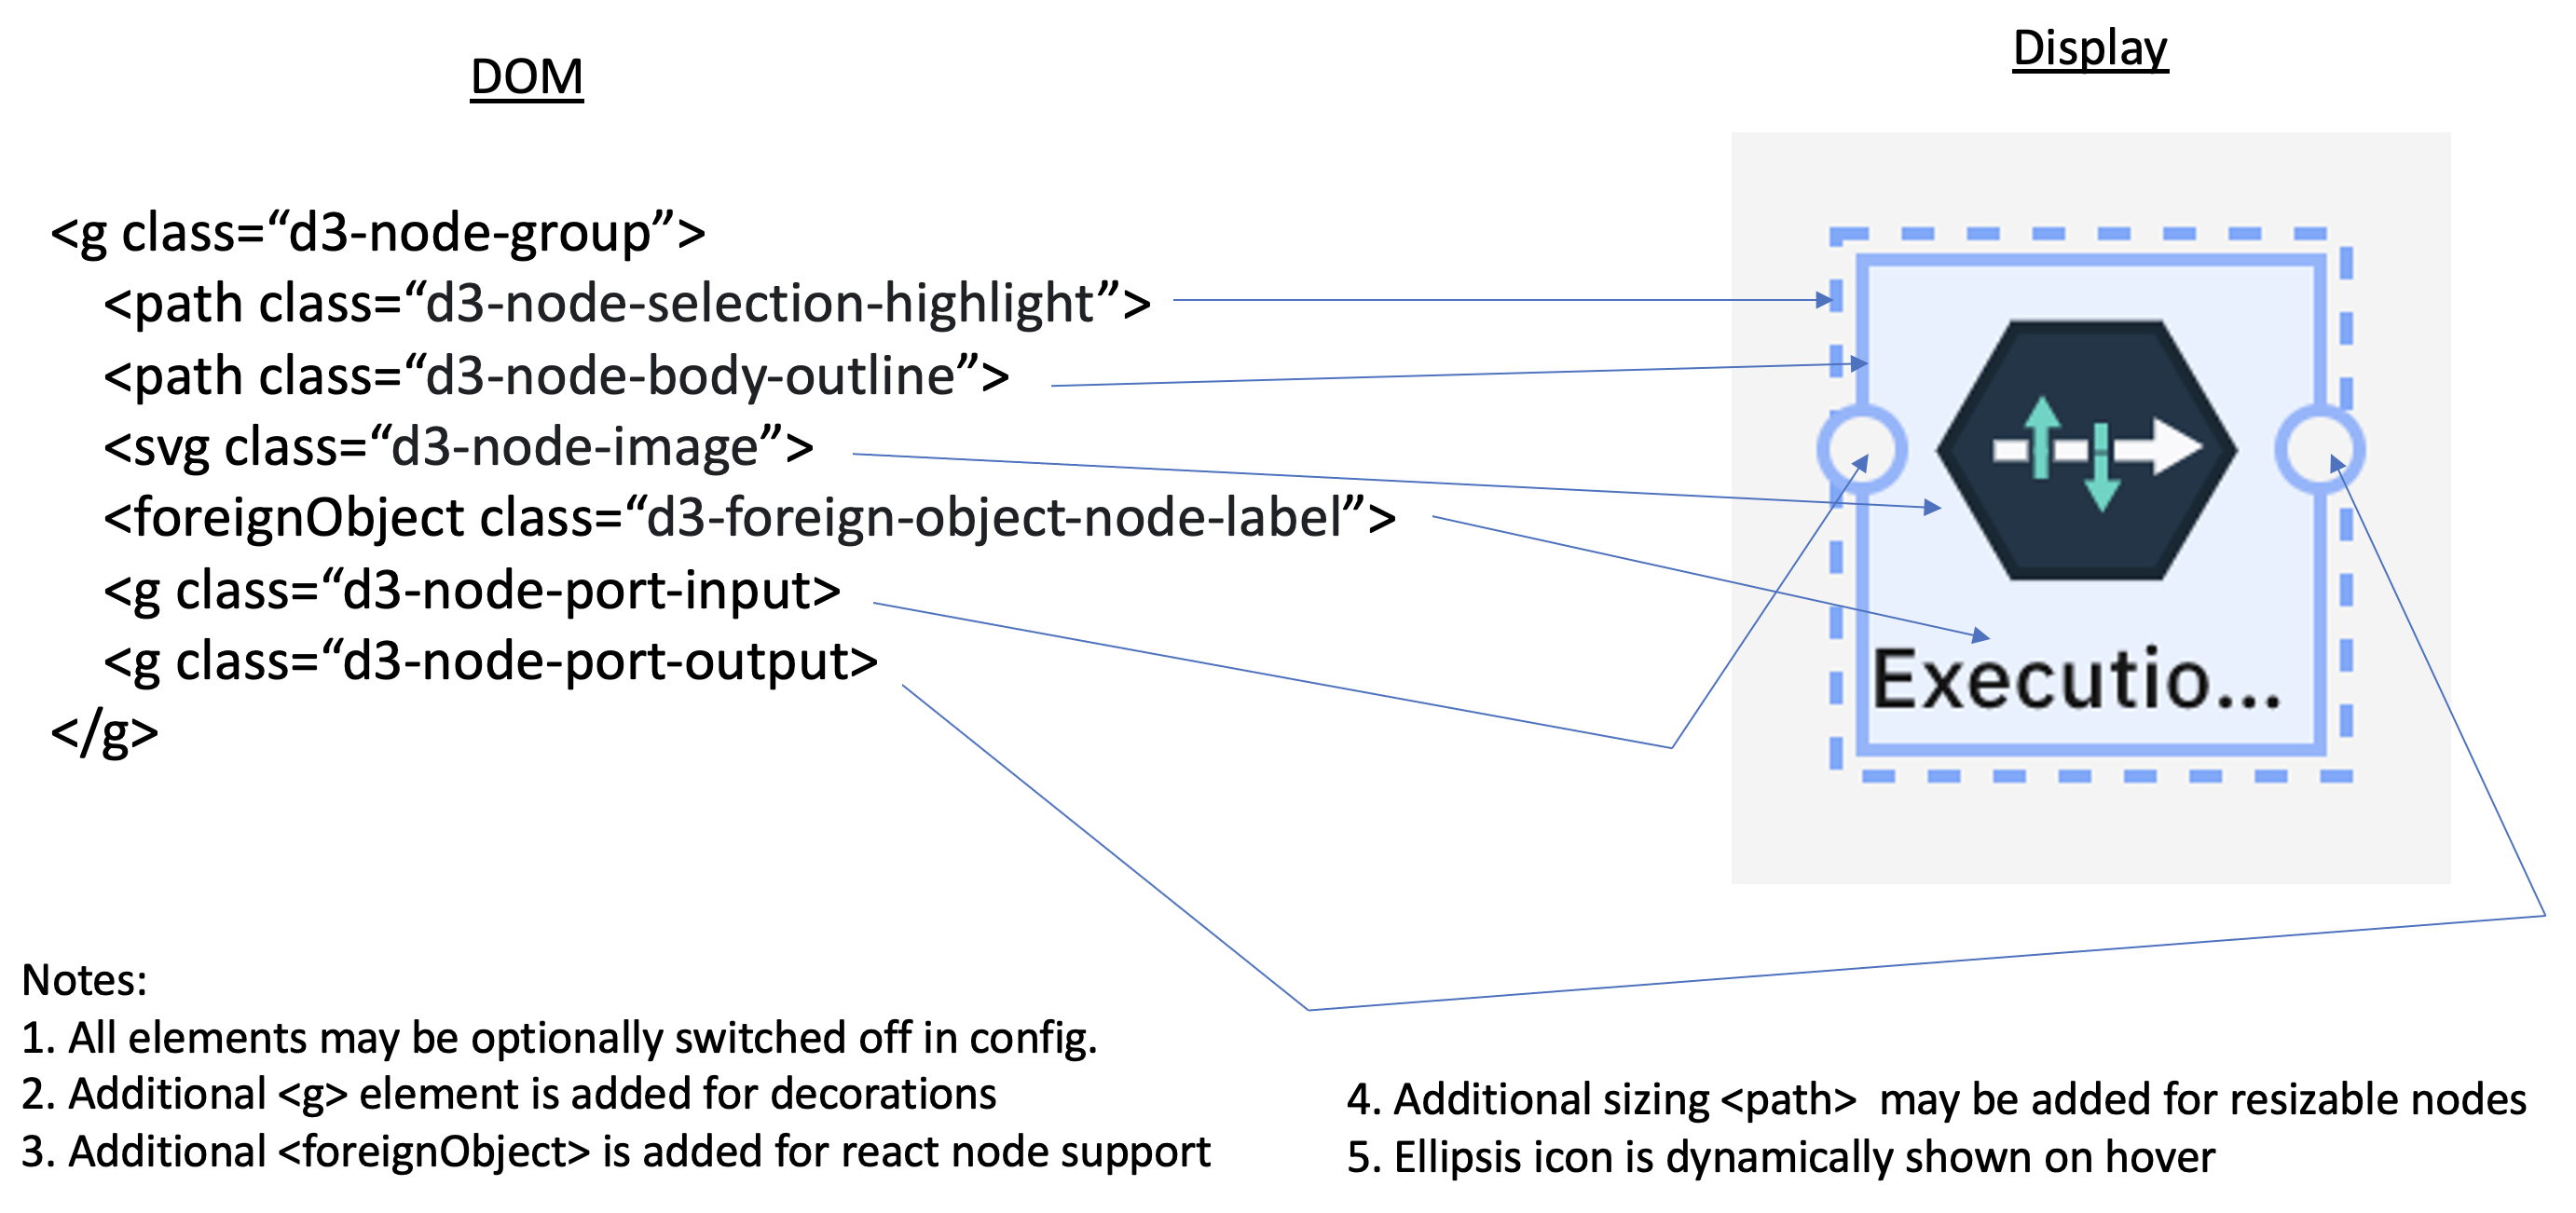 DOM
Display
<g class=“d3-node-group”>
<path class=“d3-node-selection-highlight”>
<path class=“d3-node-body-outline”>
<svg class=“d3-node-image”>
<foreignObject class=“d3-foreign-object-node-label”>
<g class=“d3-node-port-input>
<g class=“d3-node-port-output>
</g>
Executio...
Notes:
1. All elements may be optionally switched off in config.
2. Additional <g> element is added for decorations
3. Additional <foreignObject> is added for react node support
4. Additional sizing <path>  may be added for resizable nodes
5. Ellipsis icon is dynamically shown on hover